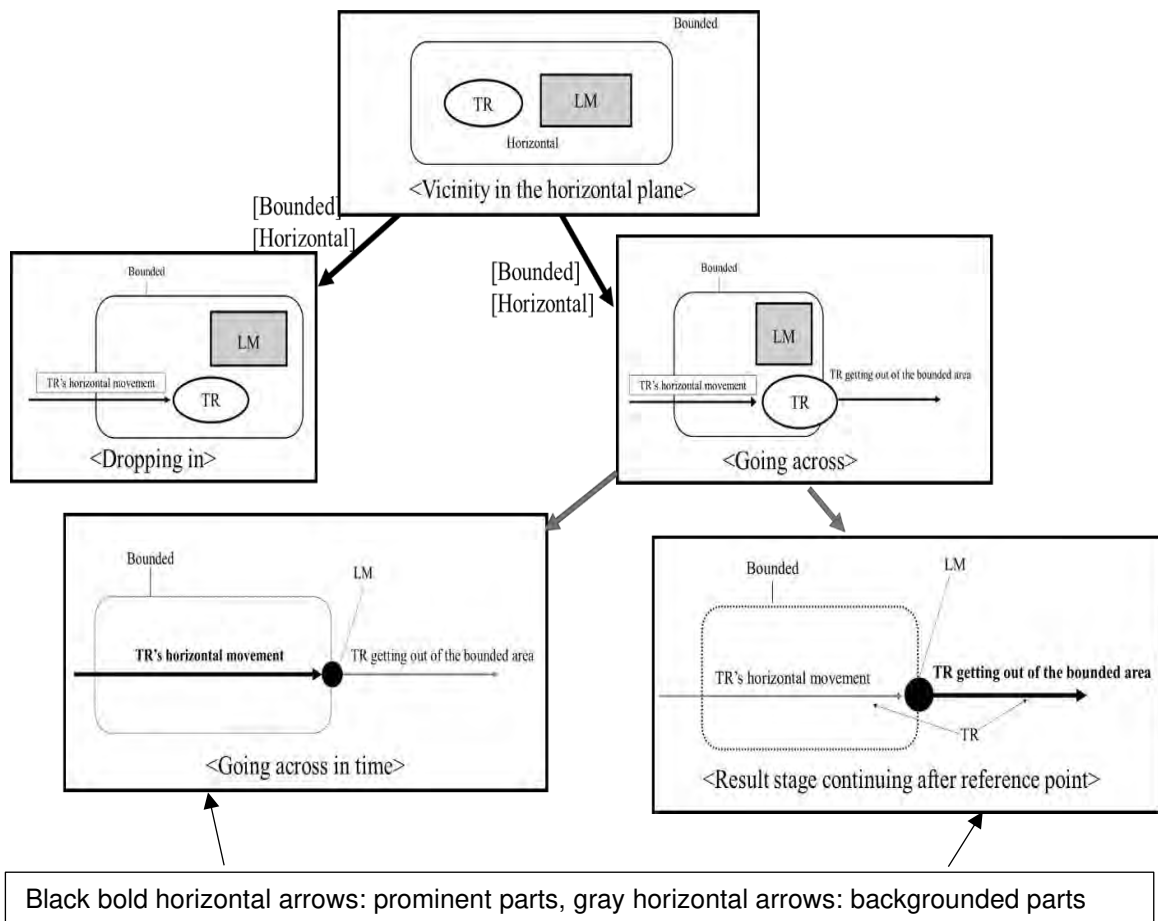 Bounded
TR
LM
Horizontal
<Vicinity in the horizontal plane>
[Bounded]
[Horizontal]
[Bounded]
[Horizontal]
Bounded
LM
TR's horizontal movement
TR
<Dropping in>
Bounded
LM
TR's horizontal movement
TR
TR getting out of the bounded area
<Going across>
Bounded
LM
TR's horizontal movement
TR getting out of the bounded area
<Going across in time>
Bounded
LM
TR's horizontal movement
TR getting out of the bounded area
TR
<Result stage continuing after reference point>
Black bold horizontal arrows: prominent parts, gray horizontal arrows: backgrounded parts